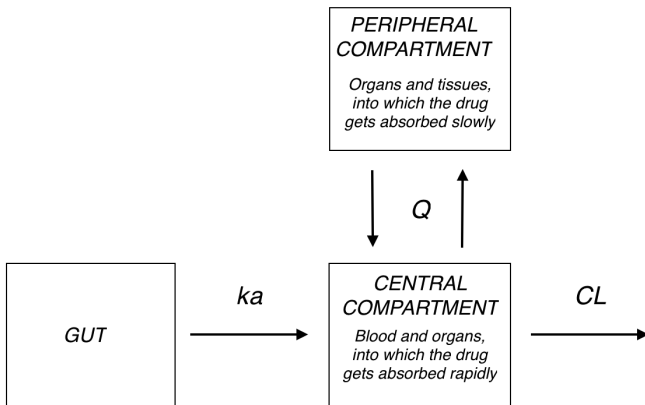 PERIPHERAL
COMPARTMENT
Organs and tissues,
into which the drug
gets absorbed slowly
Q
GUT
ka
CENTRAL
COMPARTMENT
Blood and organs,
into which the drug
gets absorbed rapidly
CL